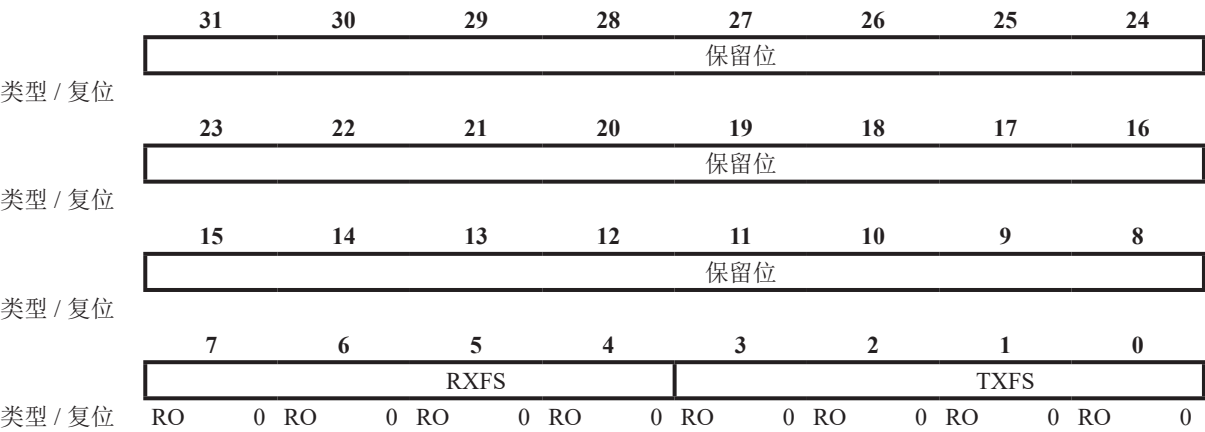 31 30 29 28 27 26 25 24
保留位
类型 / 复位
23 22 21 20 19 18 17 16
保留位
类型 / 复位
15 14 13 12 11 10 9 8
保留位
类型 / 复位
7 6 5 4 3 2 1 0
RXFS TXFS
类型 / 复位 RO 0 RO 0 RO 0 RO 0 RO 0 RO 0 RO 0 RO 0